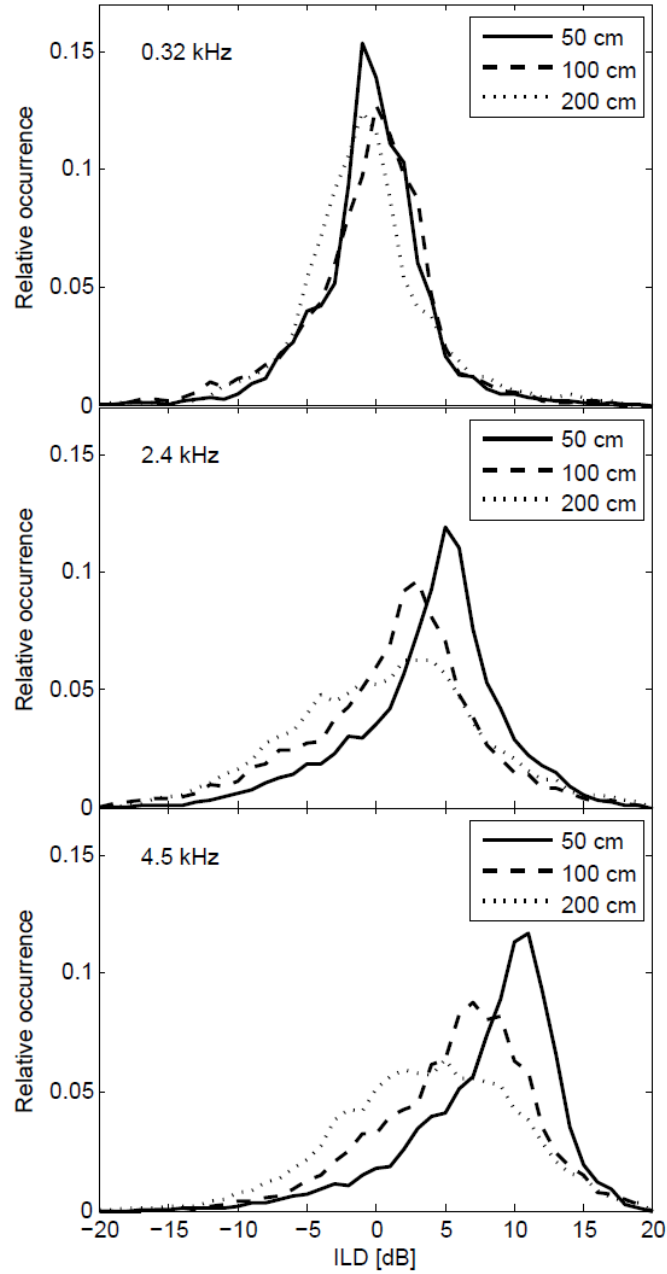 0.15
0.32 kHz
50 cm
100 cm
200 cm
0.1
Relative occurrence
0.05
0
0.15
2.4 kHz
50 cm
100 cm
200 cm
0.1
Relative occurrence
0.05
0
0.15
4.5 kHz
50 cm
100 cm
200 cm
0.1
Relative occurrence
0.05
0
−20 −15 −10 −5 0 5 10 15 20
ILD [dB]